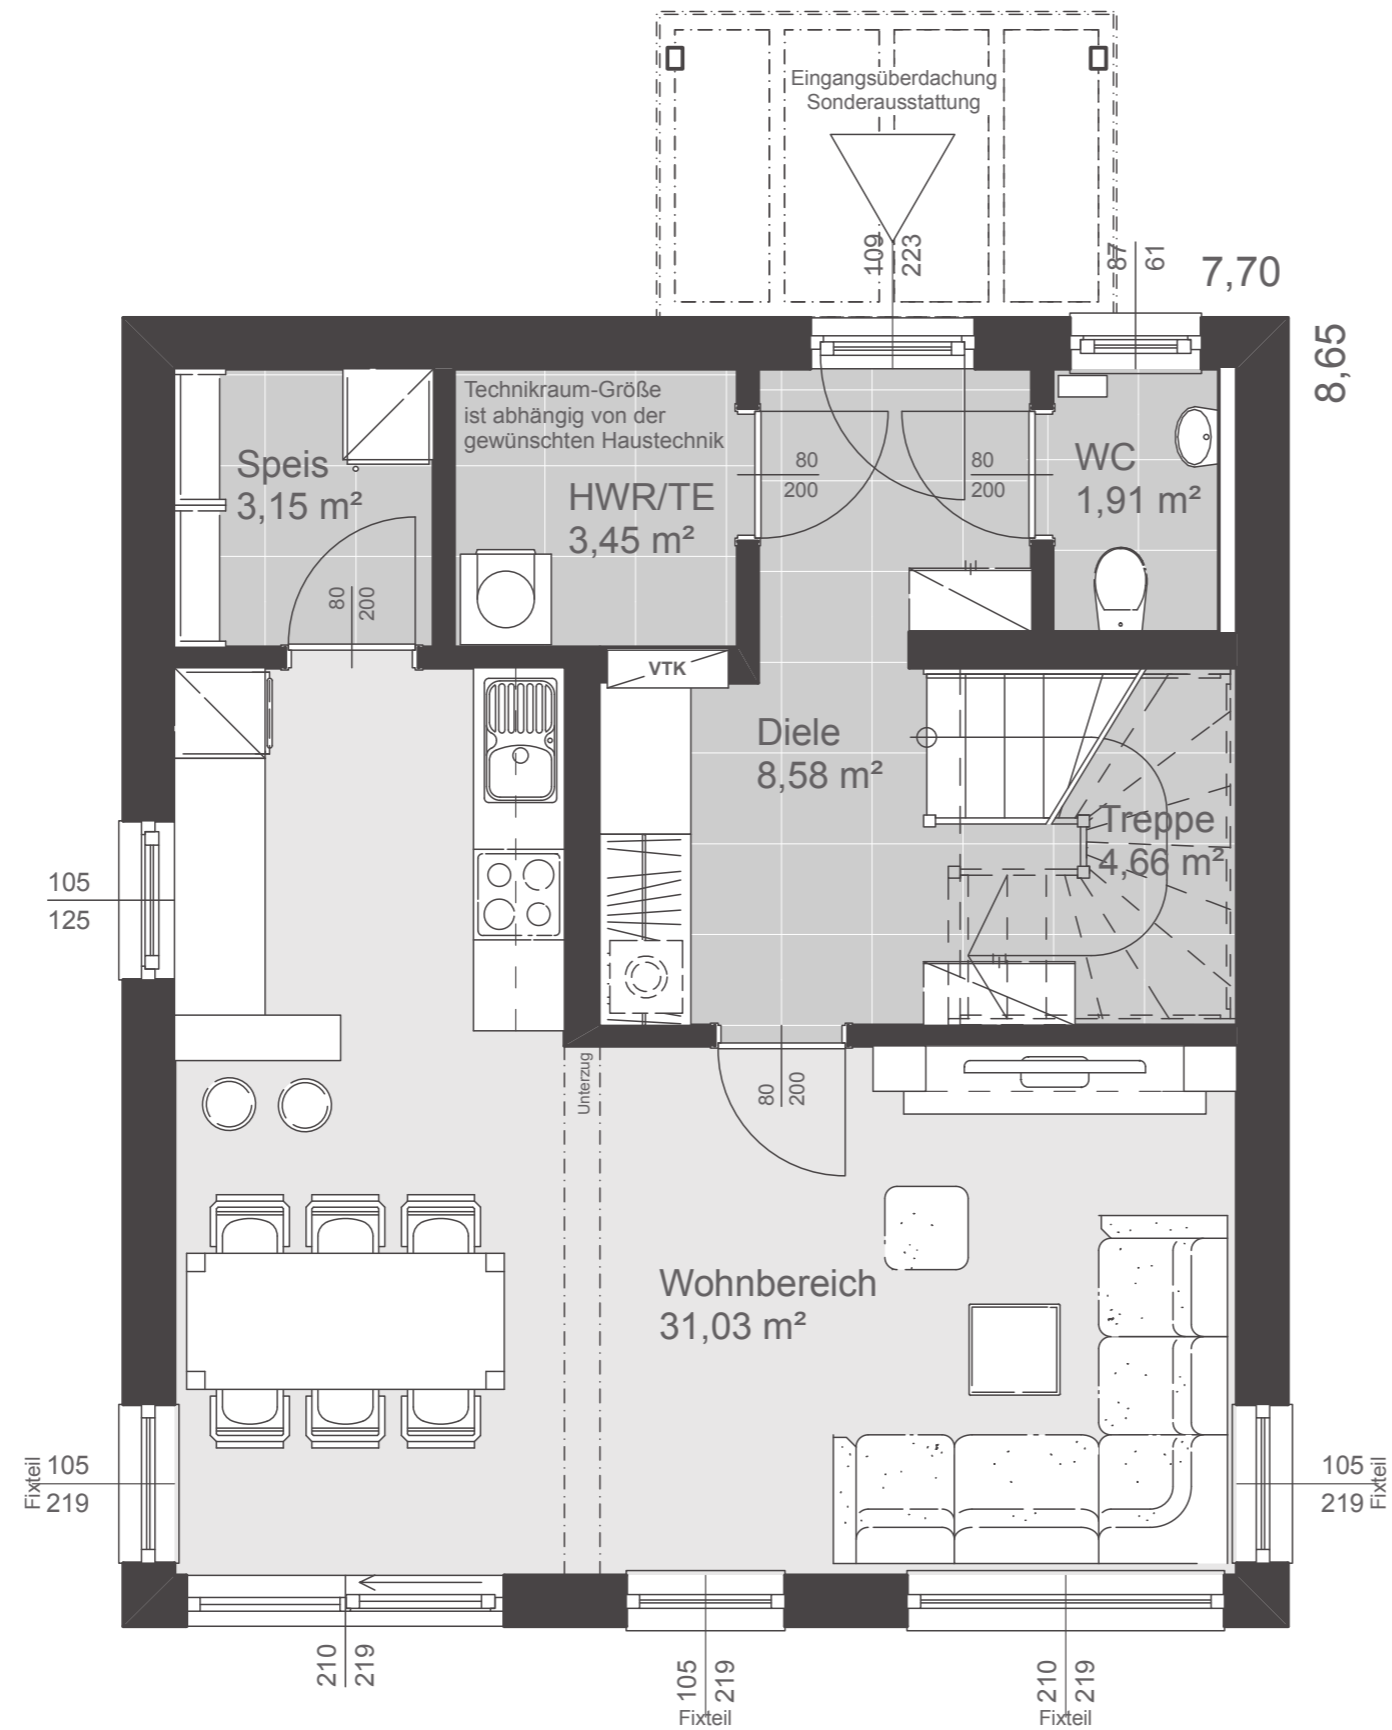 Eingangsüberdachung
Sonderausstattung
109
223
87
61
7,70
8,65
Technikraum-Größe
ist abhängig von der
gewünschten Haustechnik
Speis
3,15 m²
HWR/TE
3,45 m²
80
200
80
200
WC
1,91 m²
80
200
VTK
Diele
8,58 m²
Treppe
4,66 m²
105
125
Unterzug
80
200
Wohnbereich
31,03 m²
Fixteil
105
219
105
219
Fixteil
210
219
105
219
Fixteil
210
219
Fixteil